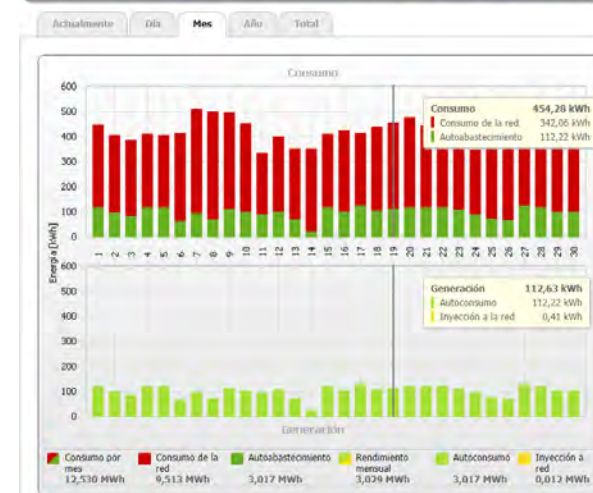 Actualmente Día Mes Año Total
Consumo
600
500
400
300
200
100
0
Consumo 454,28 kWh
Consumo de la red 342,06 kWh
Autoabastecimiento 112,22 kWh
1 2 3 4 5 6 7 8 9 10 11 12 13 14 15 16 17 18 19 20 21 22 23 24 25 26 27 28 29 30
Energía [kWh]
600
500
400
300
200
100
0
Generación 112,63 kWh
Autoconsumo 112,22 kWh
Inyección a la red 0,41 kWh
Generación
Consumo por mes
12,530 MWh
Consumo de la red
9,513 MWh
Autoabastecimiento
3,017 MWh
Rendimiento mensual
3,029 MWh
Autoconsumo
3,017 MWh
Inyección a red
0,012 MWh